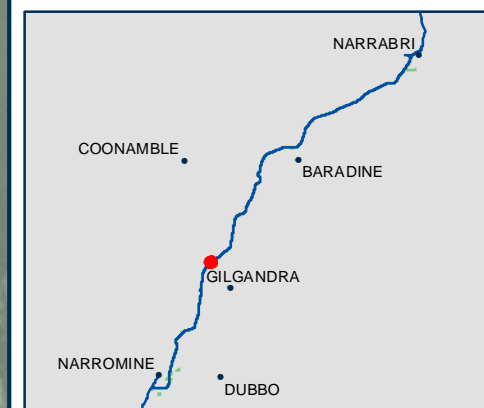 NARRABRI
COONAMBLE
BARADINE
GILGANDRA
NARROMINE
DUBBO